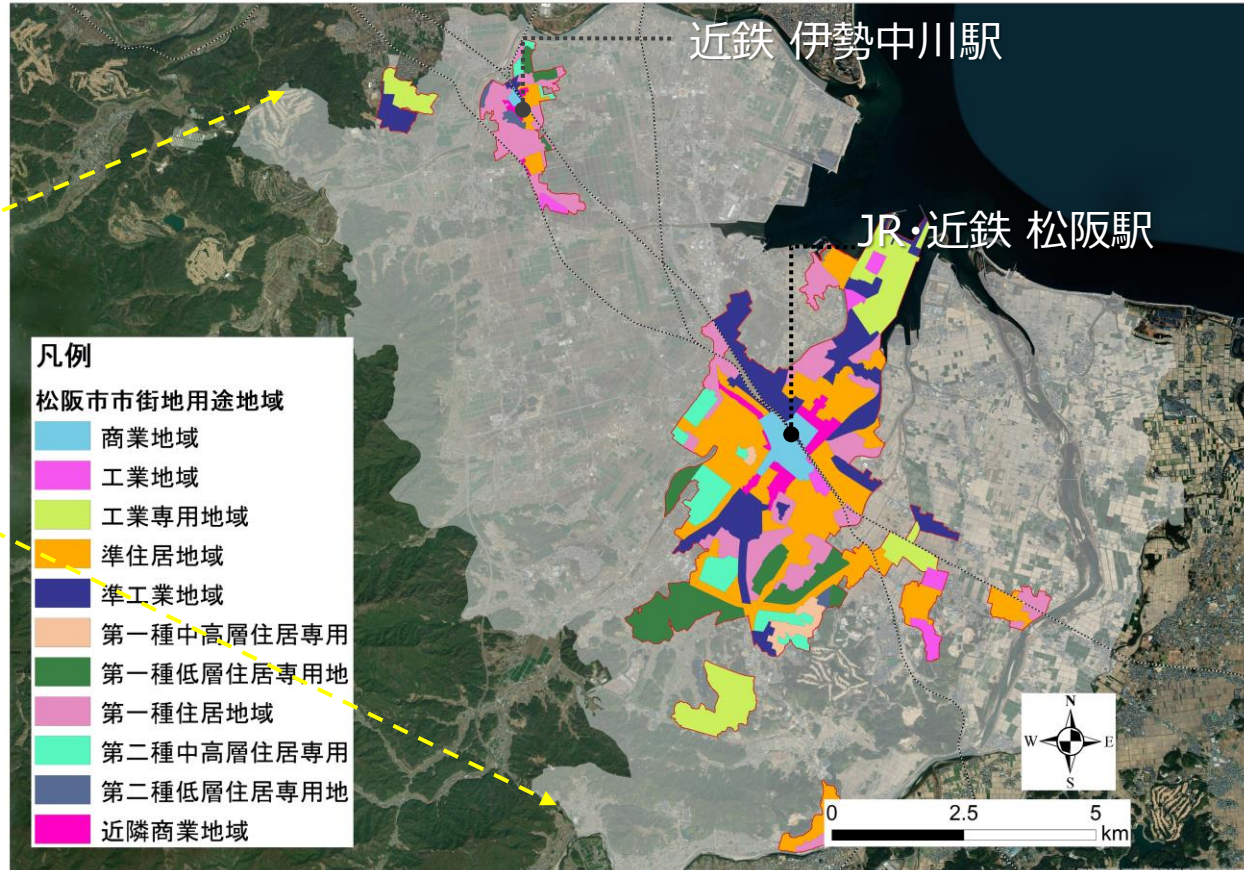 近鉄 伊勢中川駅
JR・近鉄 松阪駅
凡例
松阪市市街地用途地域
商業地域
工業地域
工業専用地域
準住居地域
準工業地域
第一種中高層住居専用
第一種低層住居専用地
第一種住居地域
第二種中高層住居専用
第二種低層住居専用地
近隣商業地域
N
W E
S
0 2.5 5
km